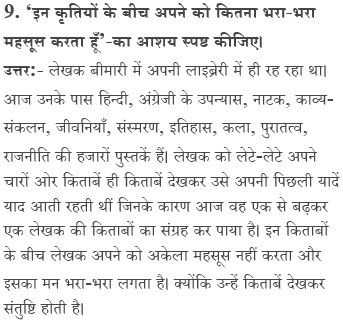 9. ‘इन कृतियों के बीच अपने को कितना भरा-भरा
महसूस करता हूँ’-का आशय स्पष्ट कीजिए।
उत्तर:- लेखक बीमारी में अपनी लाइब्रेरी में ही रह रहा था।
आज उनके पास हिन्दी, अंग्रेजी के उपन्यास, नाटक, काव्य-
संकलन, जीवनियाँ, संस्मरण, इतिहास, कला, पुरातत्व,
राजनीति की हजारों पुस्तकें हैं। लेखक को लेटे-लेटे अपने
चारों ओर किताबें ही किताबें देखकर उसे अपनी पिछली यादें
याद आती रहती थीं जिनके कारण आज वह एक से बढ़कर
एक लेखक की किताबों का संग्रह कर पाया है। इन किताबों
के बीच लेखक अपने को अकेला महसूस नहीं करता और
इसका मन भरा-भरा लगता है। क्योंकि उन्हें किताबें देखकर
संतुष्टि होती है।